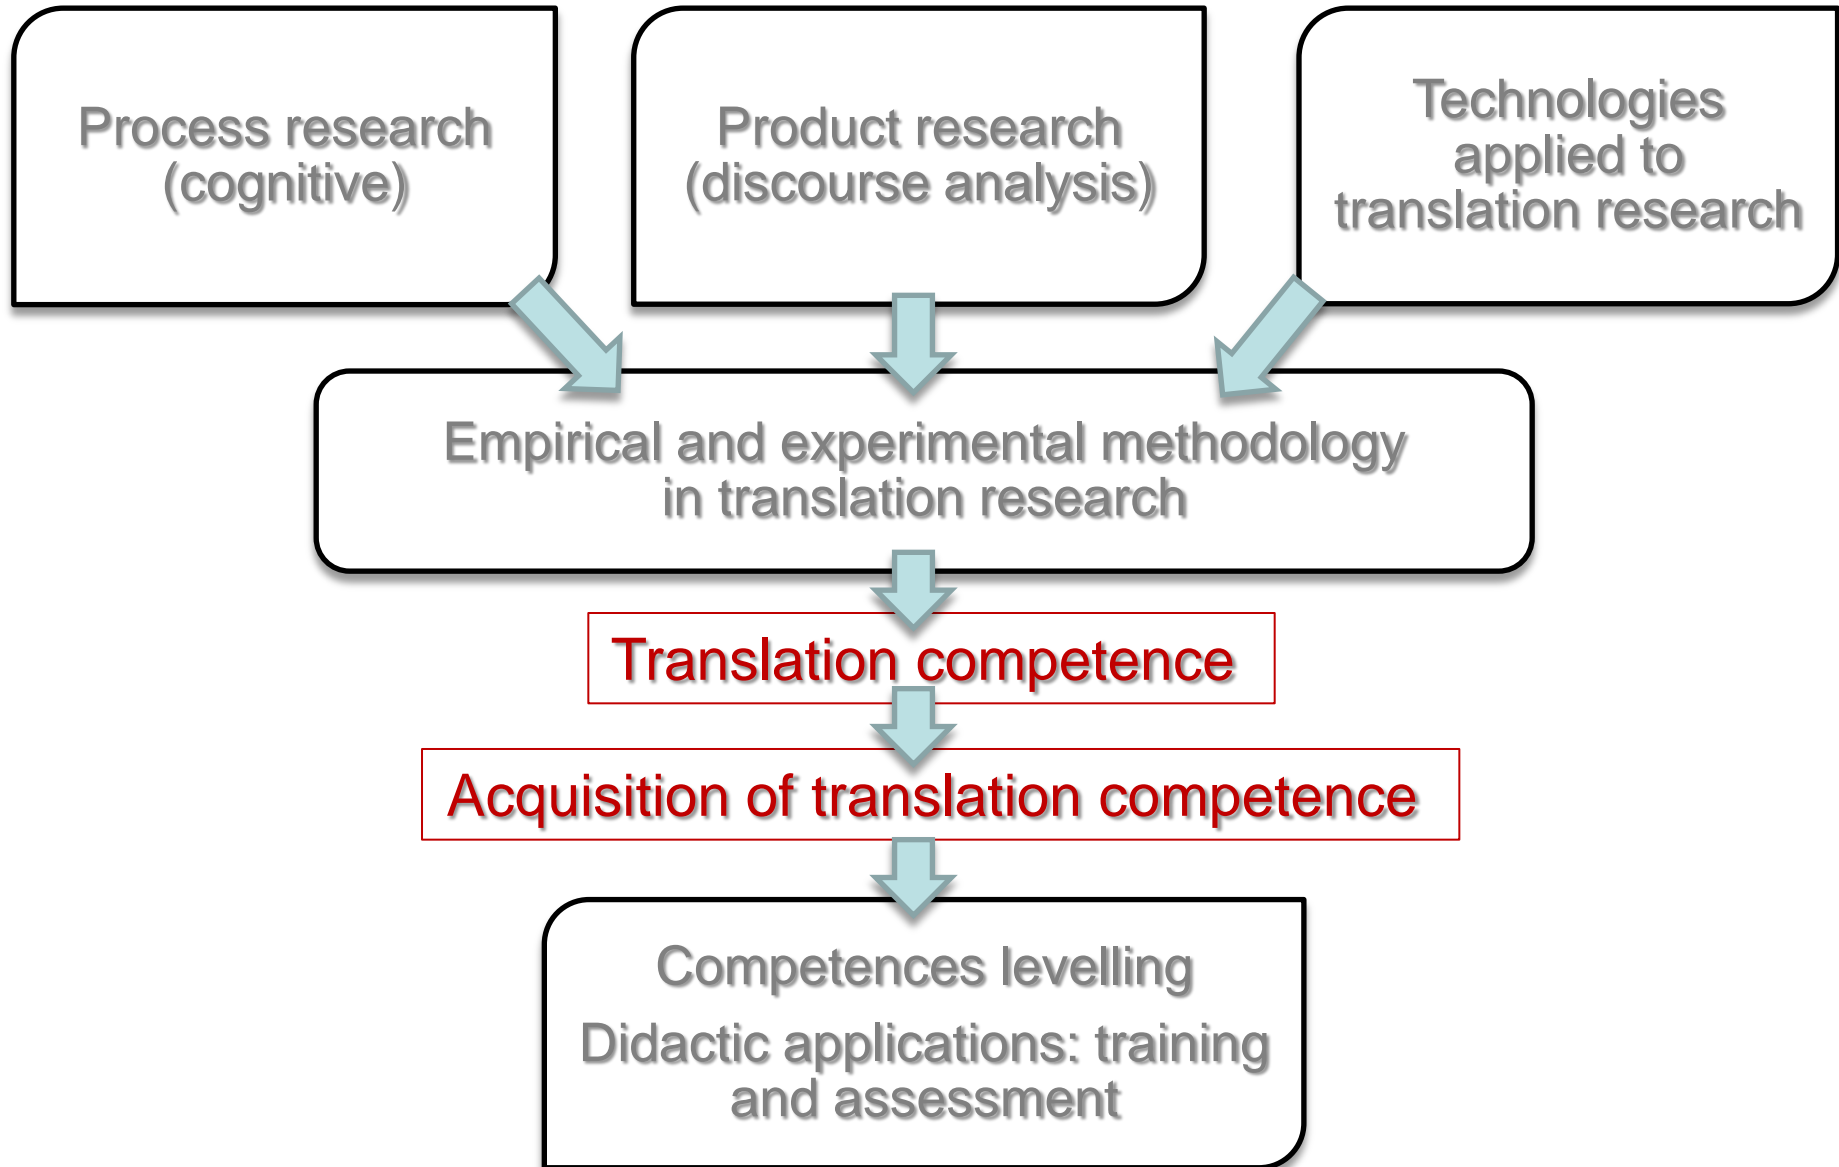 Process research
(cognitive)
Product research
(discourse analysis)
Technologies
applied to
translation research
Empirical and experimental methodology
in translation research
Translation competence
Acquisition of translation competence
Competences levelling
Didactic applications: training
and assessment